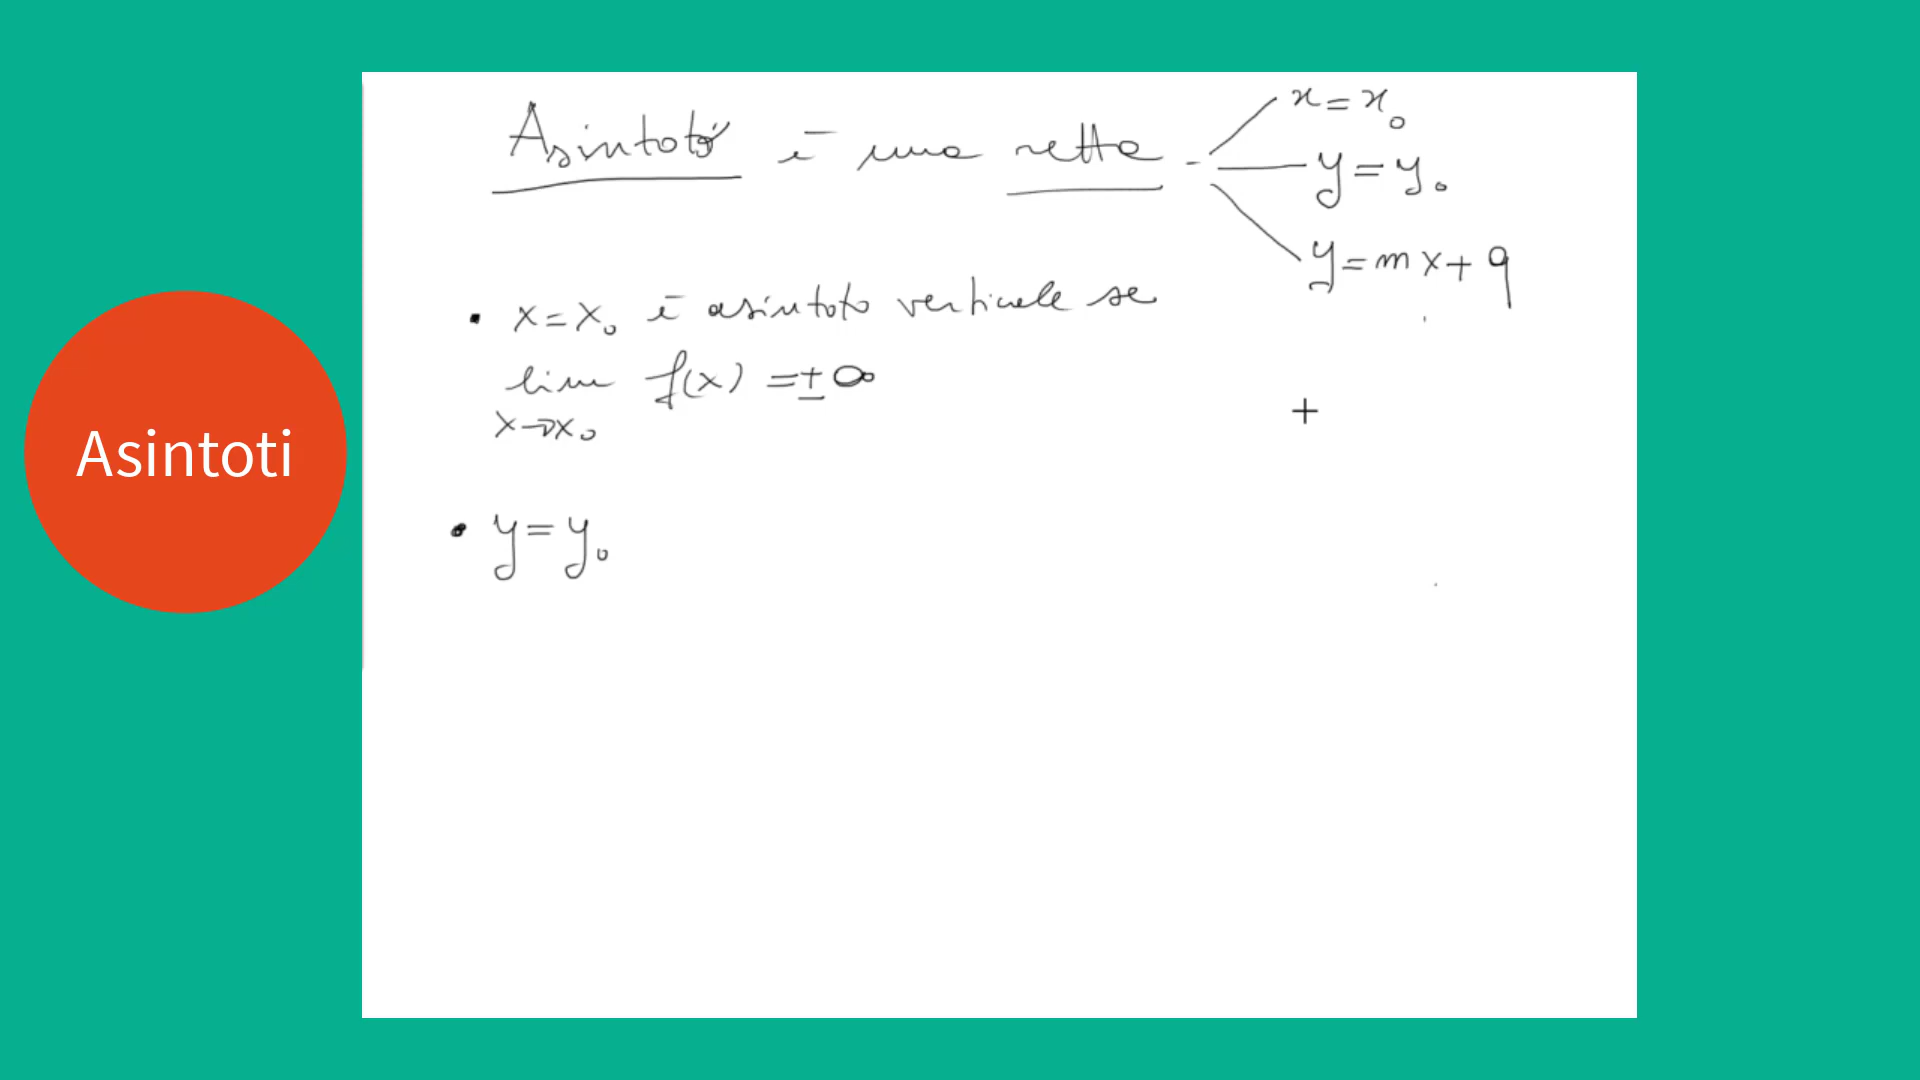 Asintoto è una retta
x = x₀
y = y₀
y = mx + q
• x = x₀ è asintoto verticale se
lim f(x) = ± ∞
x→x₀
Asintoti
• y = y₀